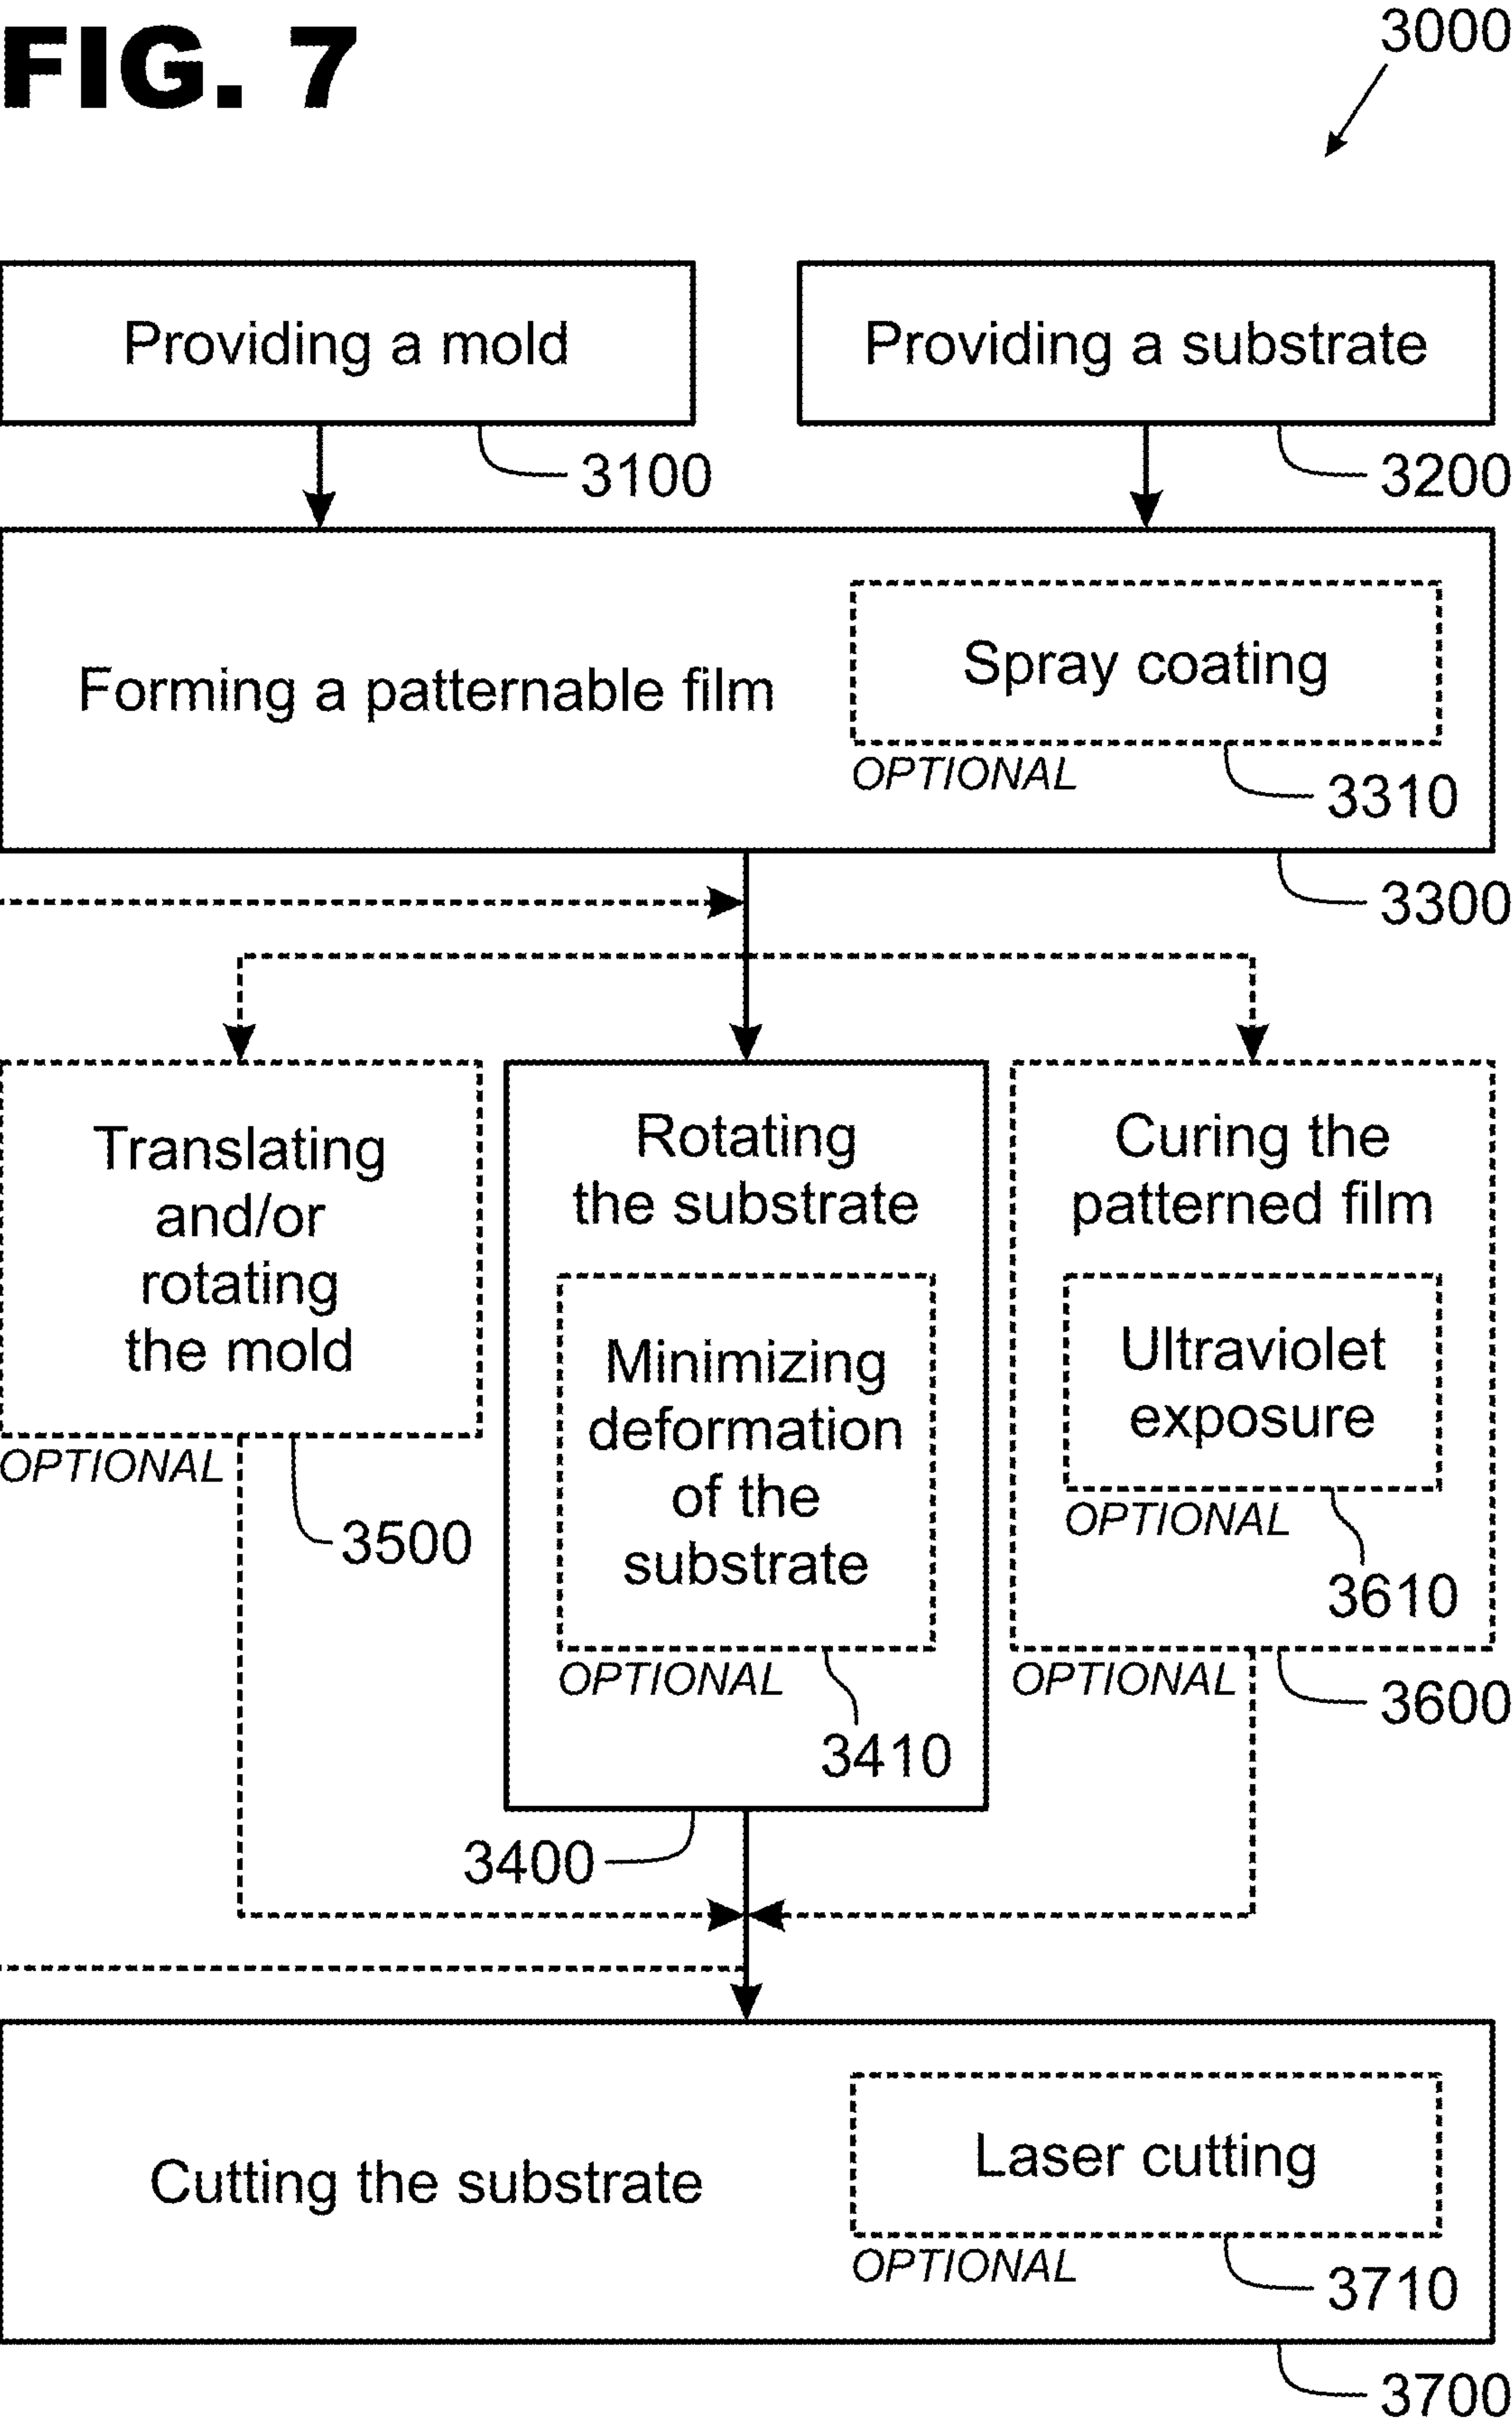 FIG. 7
3000
Providing a mold
Providing a substrate
3100
3200
Forming a patternable film
Spray coating
OPTIONAL
3310
3300
Translating
and/or
rotating
the mold
OPTIONAL
3500
Rotating
the substrate
Minimizing
deformation
of the
substrate
OPTIONAL
3410
3400
Curing the
patterned film
Ultraviolet
exposure
OPTIONAL
3610
OPTIONAL
3600
Cutting the substrate
Laser cutting
OPTIONAL
3710
3700